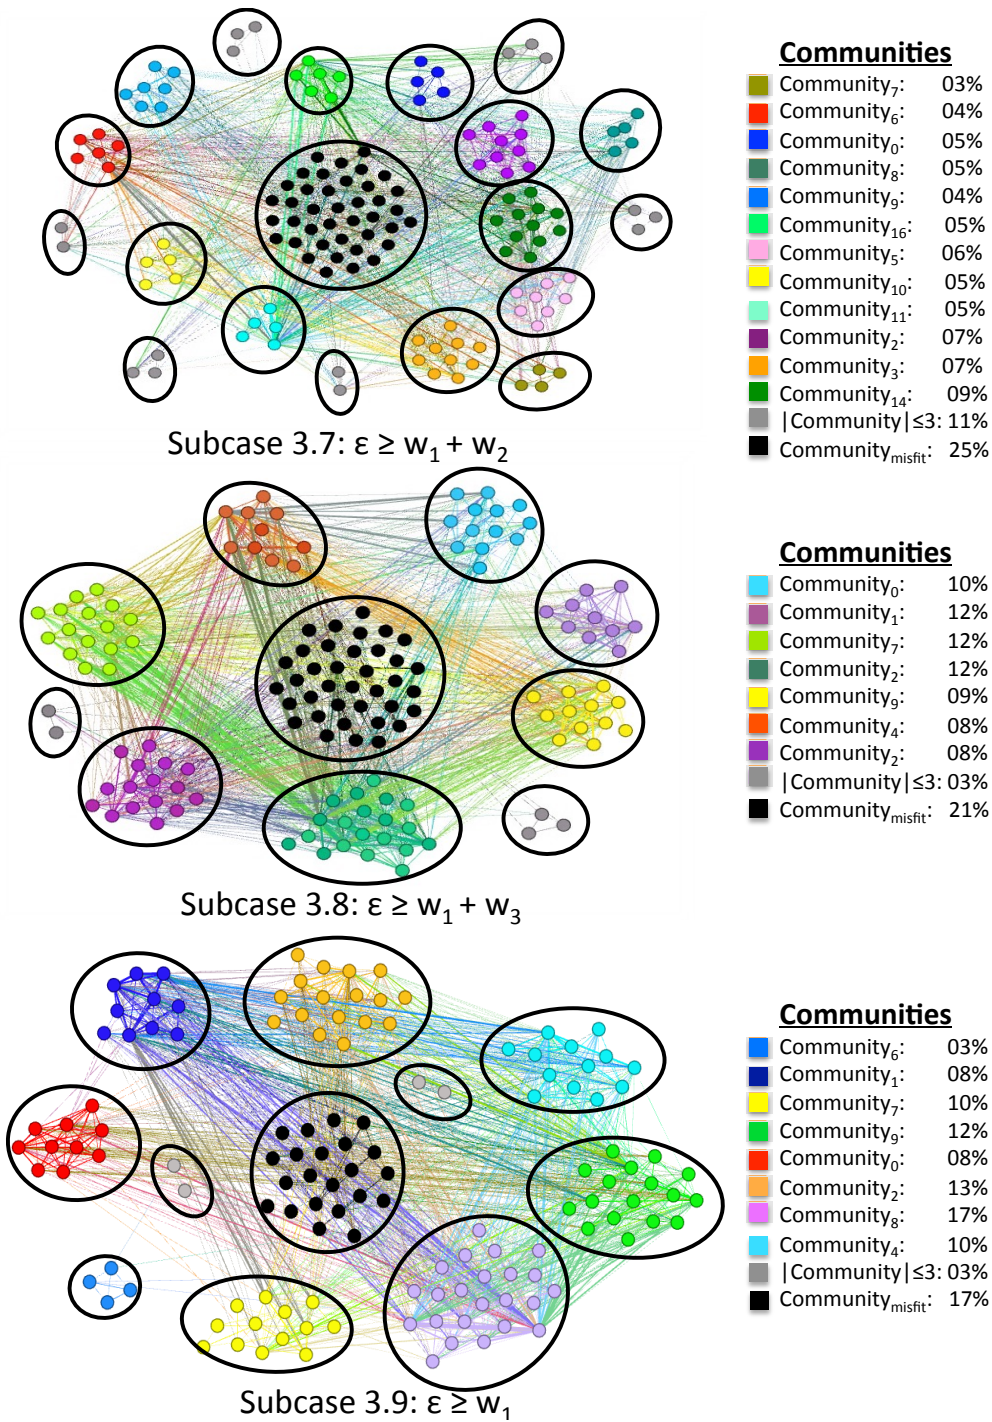 Communities
Community7: 03%
Community6: 04%
Community0: 05%
Community8: 05%
Community9: 04%
Community16: 05%
Community5: 06%
Community10: 05%
Community11: 05%
Community2: 07%
Community3: 07%
Community14: 09%
|Community|≤3: 11%
Communitymisfit: 25%
Subcase 3.7: ε ≥ w1 + w2
Communities
Community0: 10%
Community1: 12%
Community7: 12%
Community2: 12%
Community9: 09%
Community4: 08%
Community2: 08%
|Community|≤3: 03%
Communitymisfit: 21%
Subcase 3.8: ε ≥ w1 + w3
Communities
Community6: 03%
Community1: 08%
Community7: 10%
Community9: 12%
Community0: 08%
Community2: 13%
Community8: 17%
Community4: 10%
|Community|≤3: 03%
Communitymisfit: 17%
Subcase 3.9: ε ≥ w1